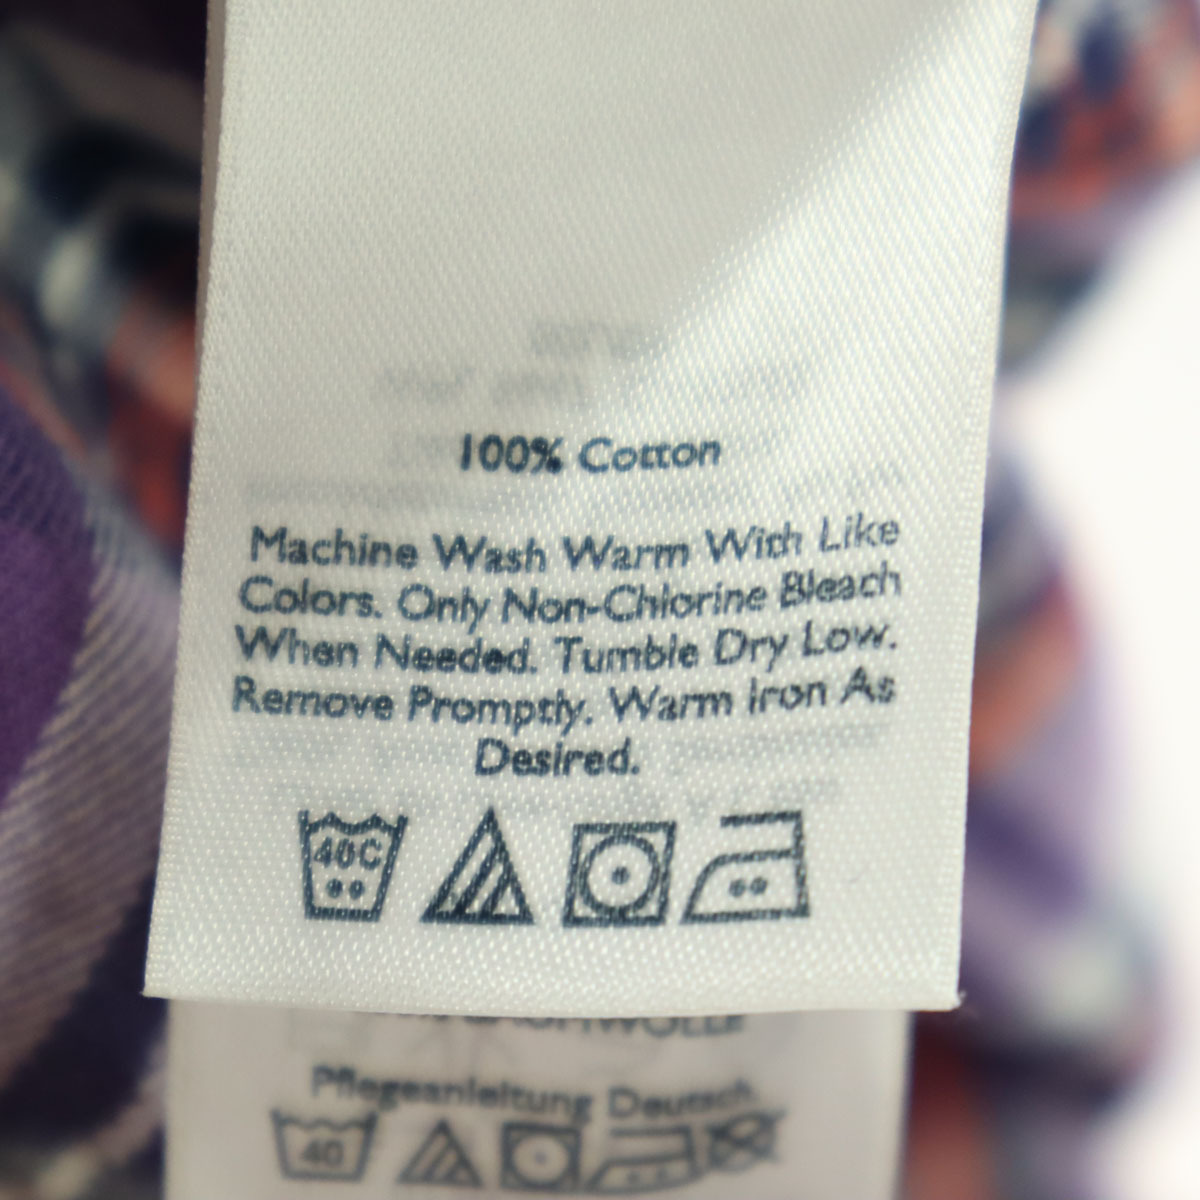 100% Cotton
Machine Wash Warm With Like
Colors. Only Non-Chlorine Bleach
When Needed. Tumble Dry Low.
Remove Promptly. Warm Iron As
Desired.
40C
Pflegeanleitung Deutsch.
40